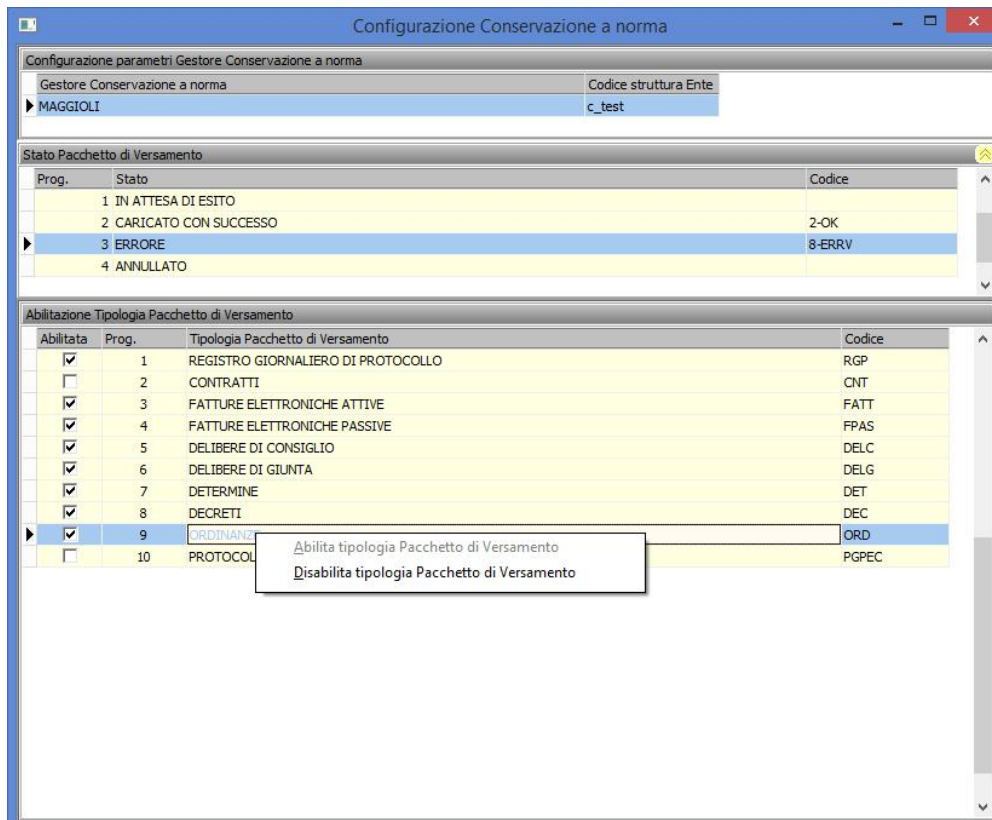 Configurazione Conservazione a norma
Configurazione parametri Gestore Conservazione a norma
Gestore Conservazione a norma Codice struttura Ente
MAGGIOLI c_test
Stato Pacchetto di Versamento
Prog. Stato Codice
1 IN ATTESA DI ESITO
2 CARICATO CON SUCCESSO 2-OK
3 ERRORE 8-ERRV
4 ANNULLATO
Abilitazione Tipologia Pacchetto di Versamento
Abilitata Prog. Tipologia Pacchetto di Versamento Codice
1 REGISTRO GIORNALIERO DI PROTOCOLLO RGP
2 CONTRATTI CNT
3 FATTURE ELETTRONICHE ATTIVE FATT
4 FATTURE ELETTRONICHE PASSIVE FPAS
5 DELIBERE DI CONSIGLIO DELC
6 DELIBERE DI GIUNTA DELG
7 DETERMINE DET
8 DECRETI DEC
9 ORDINANZE ORD
10 PROTOCOL PGPEC
Abilita tipologia Pacchetto di Versamento
Disabilita tipologia Pacchetto di Versamento